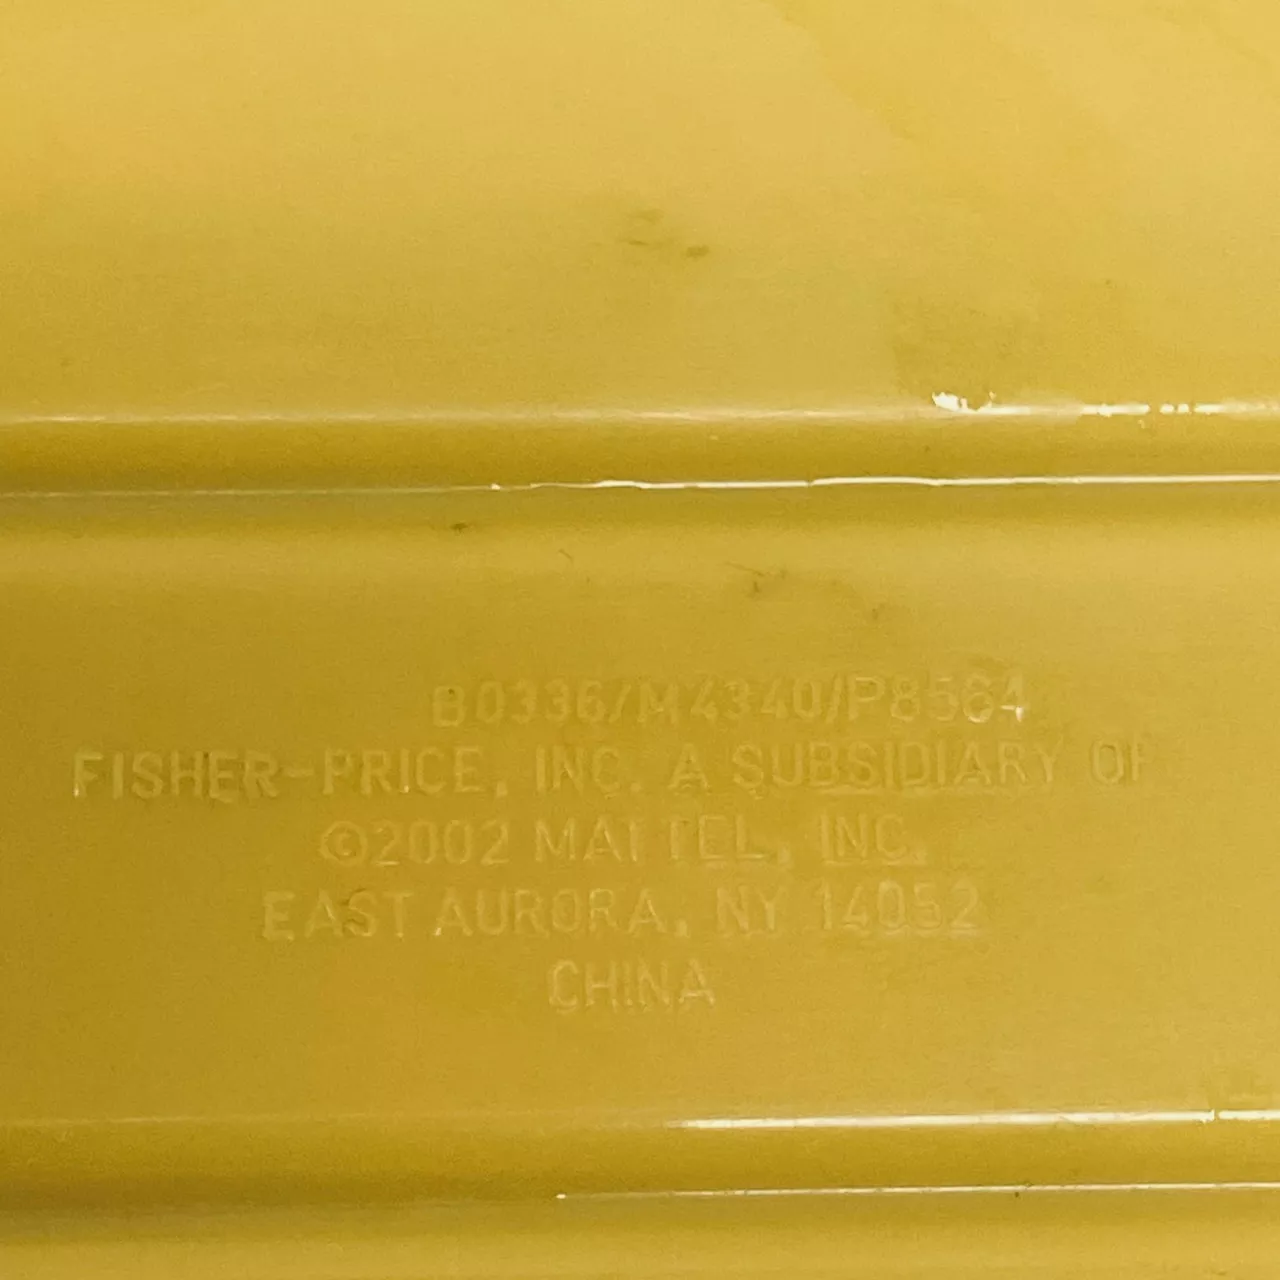 B0336/M4340/P8564
FISHER-PRICE, INC. A SUBSIDIARY OF
©2002 MATTEL, INC.
EAST AURORA, NY 14052
CHINA